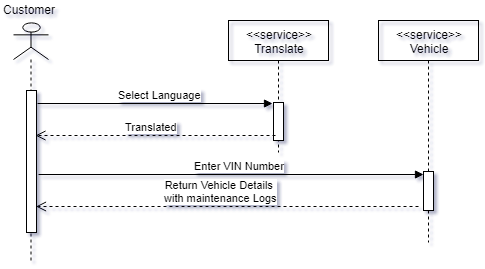 Customer
<<service>>
Translate
<<service>>
Vehicle
Select Language
Translated
Enter VIN Number
Return Vehicle Details
with maintenance Logs